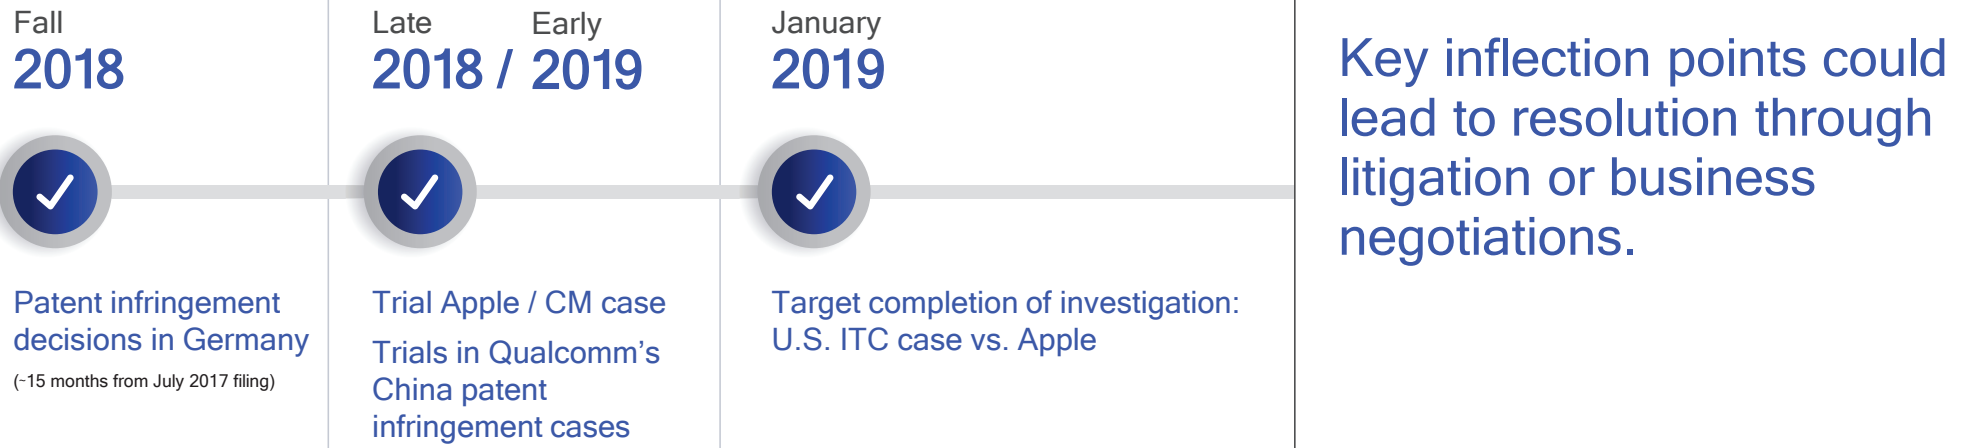 Fall
2018
Patent infringement
decisions in Germany
(~15 months from July 2017 filing)
Late Early
2018 / 2019
Trial Apple / CM case
Trials in Qualcomm’s
China patent
infringement cases
January
2019
Target completion of investigation:
U.S. ITC case vs. Apple
Key inflection points could
lead to resolution through
litigation or business
negotiations.